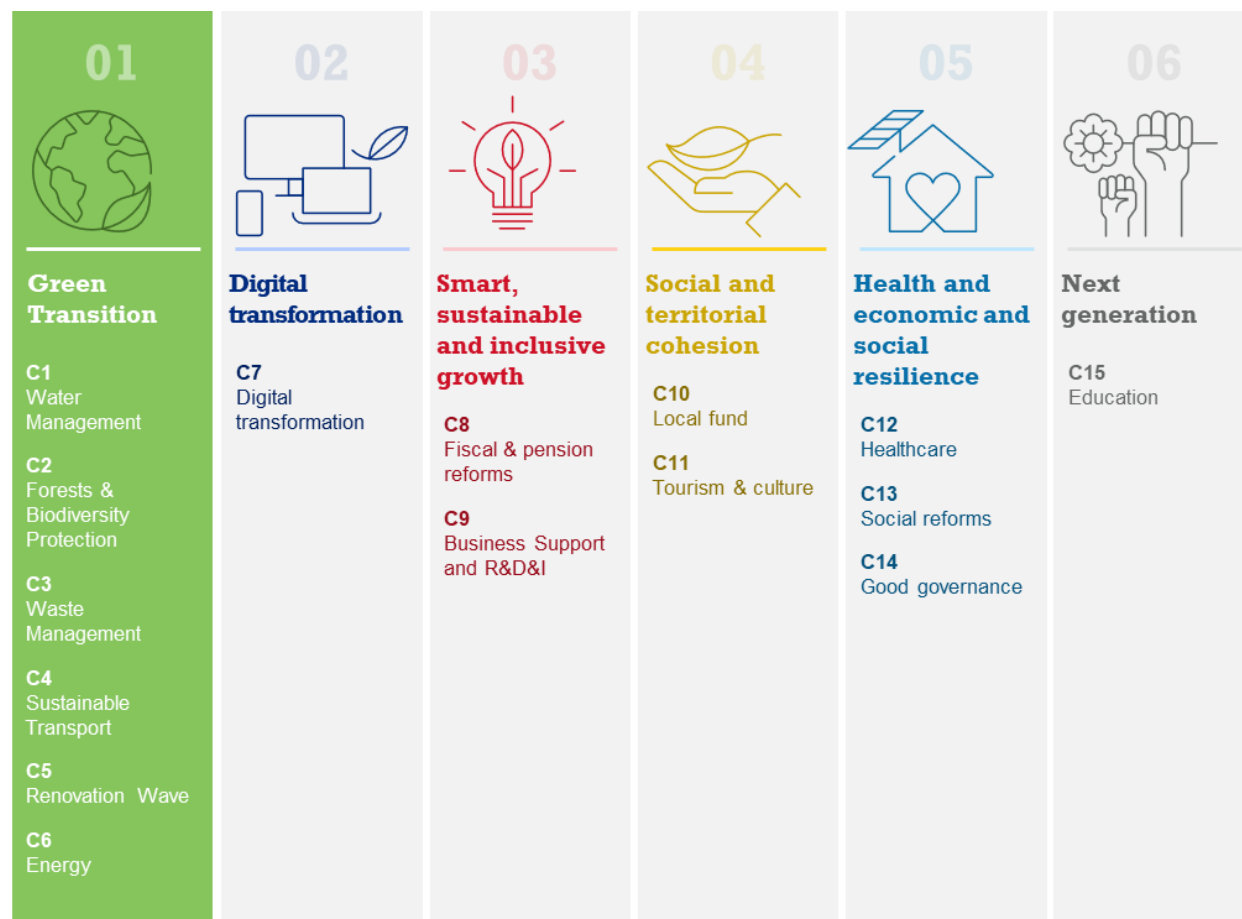 01
Green
Transition
C1
Water
Management
C2
Forests &
Biodiversity
Protection
C3
Waste
Management
C4
Sustainable
Transport
C5
Renovation Wave
C6
Energy
02
Digital
transformation
C7
Digital
transformation
03
Smart,
sustainable
and inclusive
growth
C8
Fiscal & pension
reforms
C9
Business Support
and R&D&I
04
Social and
territorial
cohesion
C10
Local fund
C11
Tourism & culture
05
Health and
economic and
social
resilience
C12
Healthcare
C13
Social reforms
C14
Good governance
06
Next
generation
C15
Education